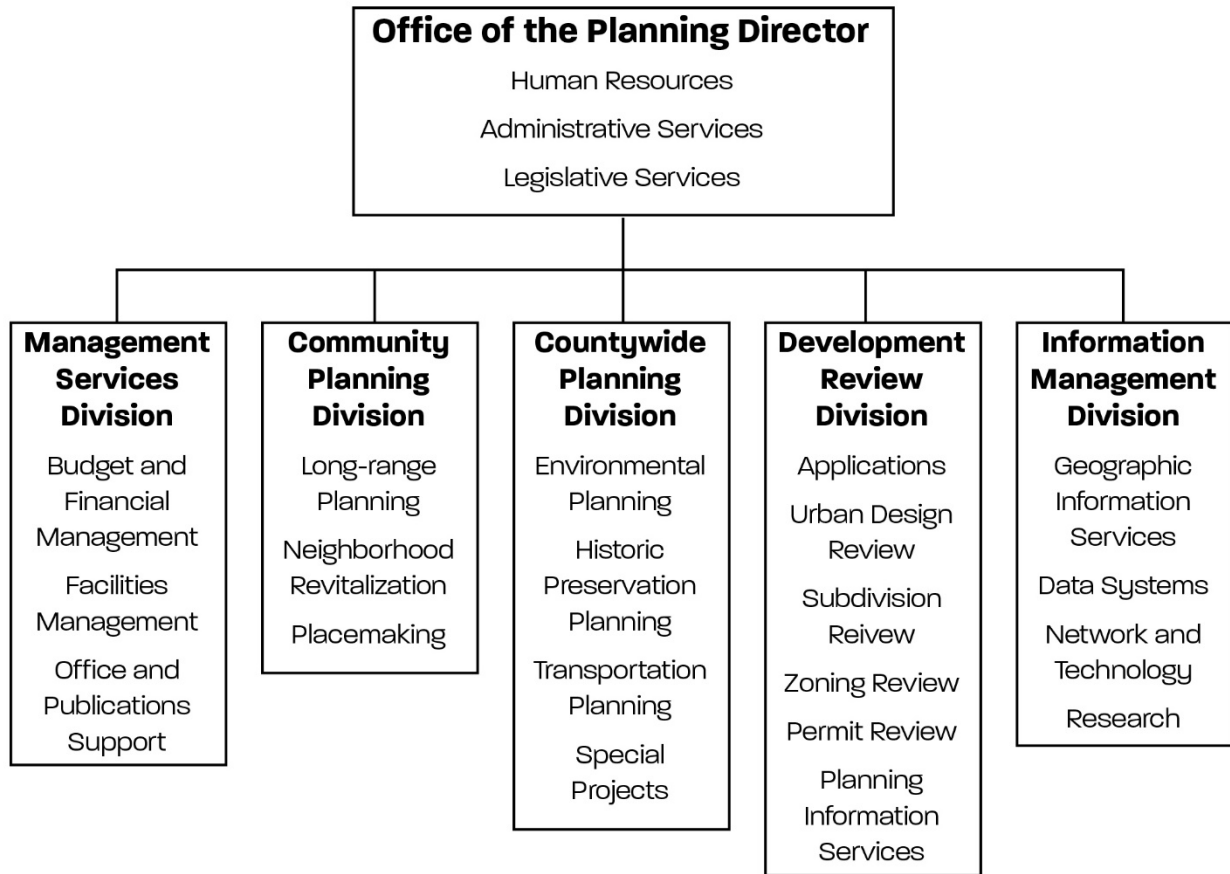 Office of the Planning Director
Human Resources
Administrative Services
Legislative Services
Management
Services
Division
Budget and
Financial
Management
Facilities
Management
Office and
Publications
Support
Community
Planning
Division
Long-range
Planning
Neighborhood
Revitalization
Placemaking
Countywide
Planning
Division
Environmental
Planning
Historic
Preservation
Planning
Transportation
Planning
Special
Projects
Development
Review
Division
Applications
Urban Design
Review
Subdivision
Reivew
Zoning Review
Permit Review
Planning
Information
Services
Information
Management
Division
Geographic
Information
Services
Data Systems
Network and
Technology
Research